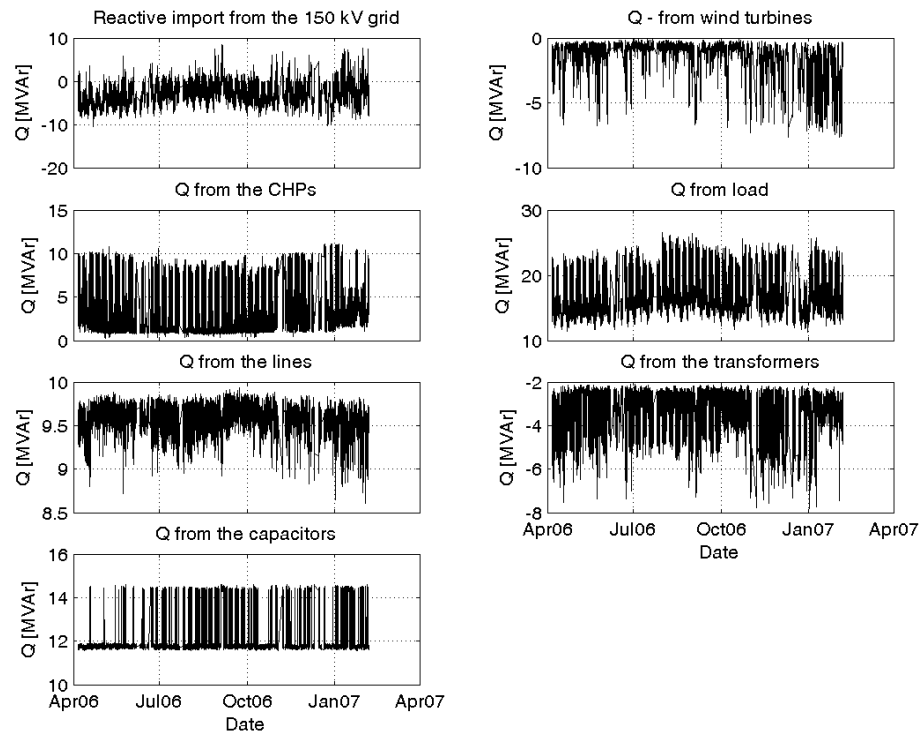 Reactive import from the 150 kV grid
10
0
-10
-20
Q [MVAr]
Q - from wind turbines
0
-5
-10
Q [MVAr]
Q from the CHPs
15
10
5
0
Q [MVAr]
Q from load
30
20
10
Q [MVAr]
Q from the lines
10
9.5
9
8.5
Q [MVAr]
Q from the transformers
-2
-4
-6
-8
Q [MVAr]
Apr06 Jul06 Oct06 Jan07 Apr07
Date
Q from the capacitors
16
14
12
10
Q [MVAr]
Apr06 Jul06 Oct06 Jan07 Apr07
Date